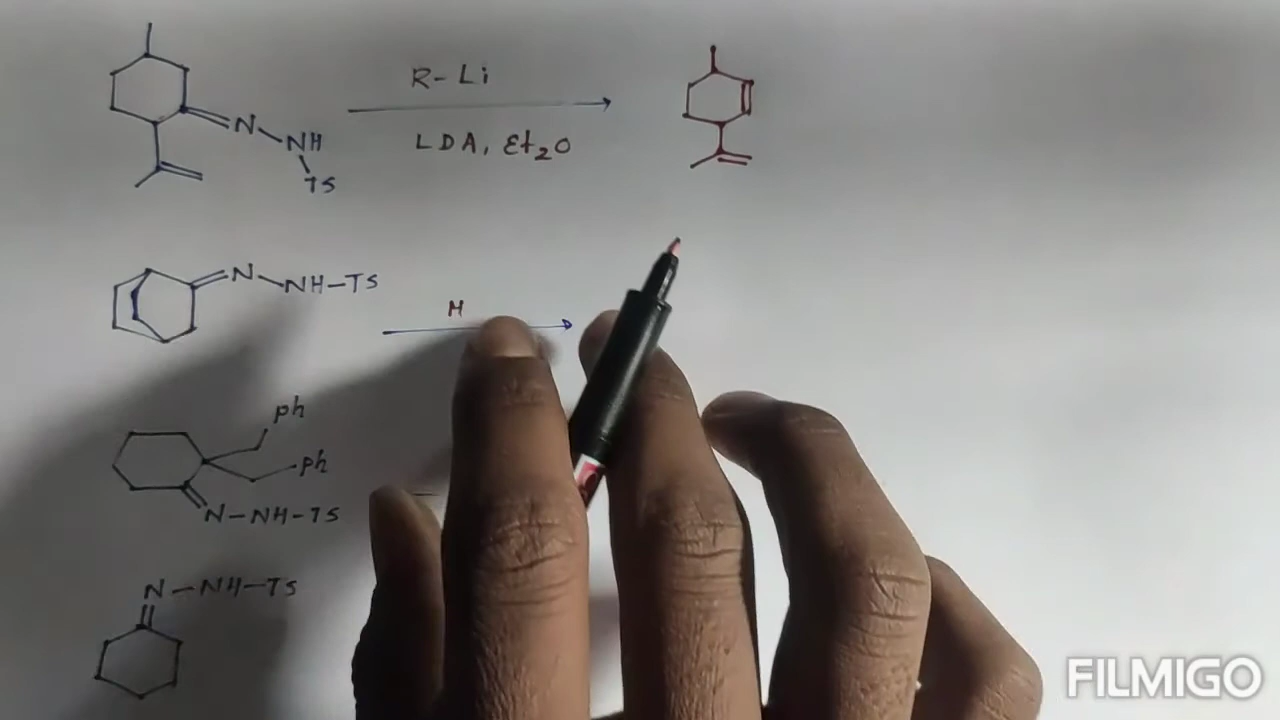 R-Li
LDA, Et2O
N
NH
TS
N-NH-TS
H
ph
ph
N-NH-TS
N-NH-TS
FILMIGO